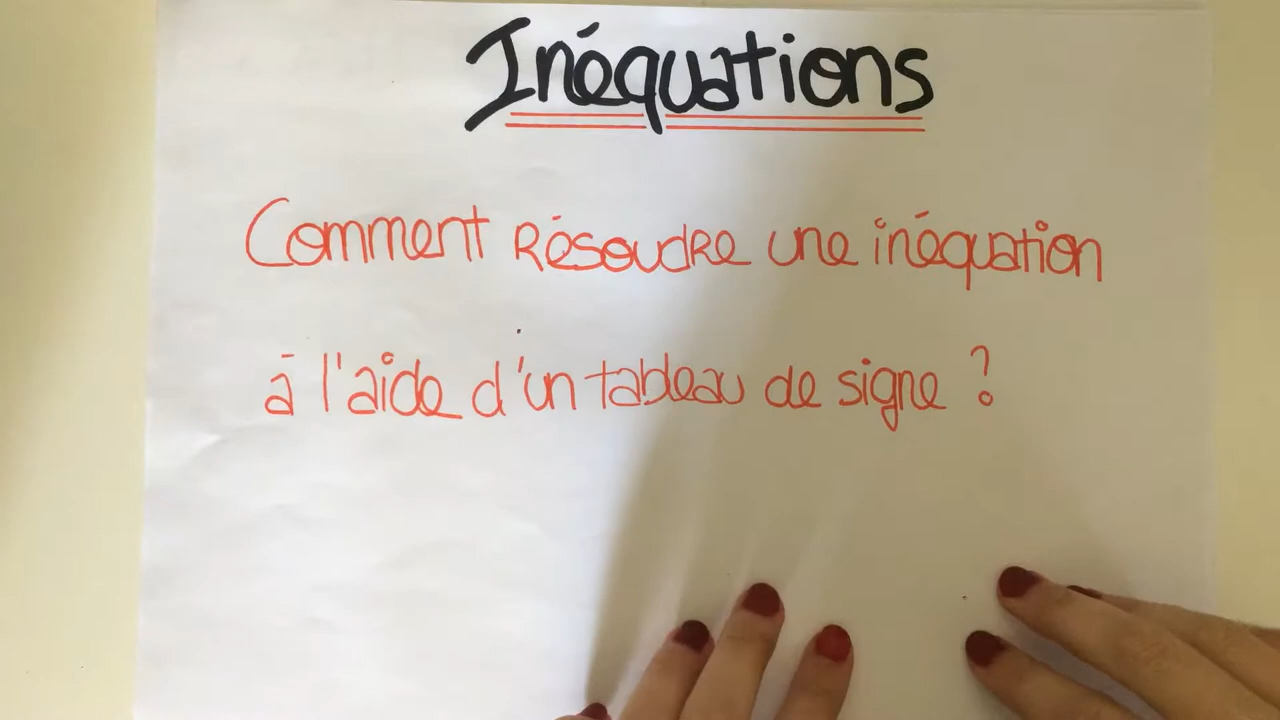 Inéquations
Comment résoudre une inéquation
à l'aide d'un tableau de signe ?